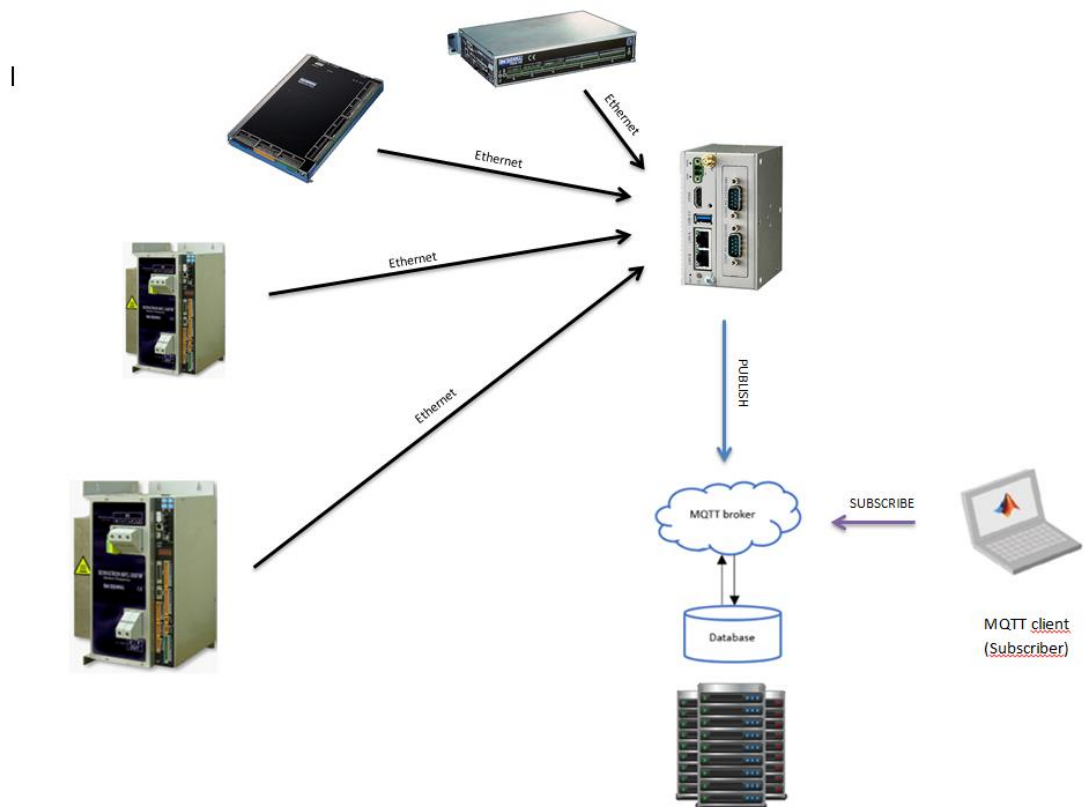 Ethernet
Ethernet
Ethernet
Ethernet
PUBLISH
MQTT broker
SUBSCRIBE
Database
MQTT client
(Subscriber)